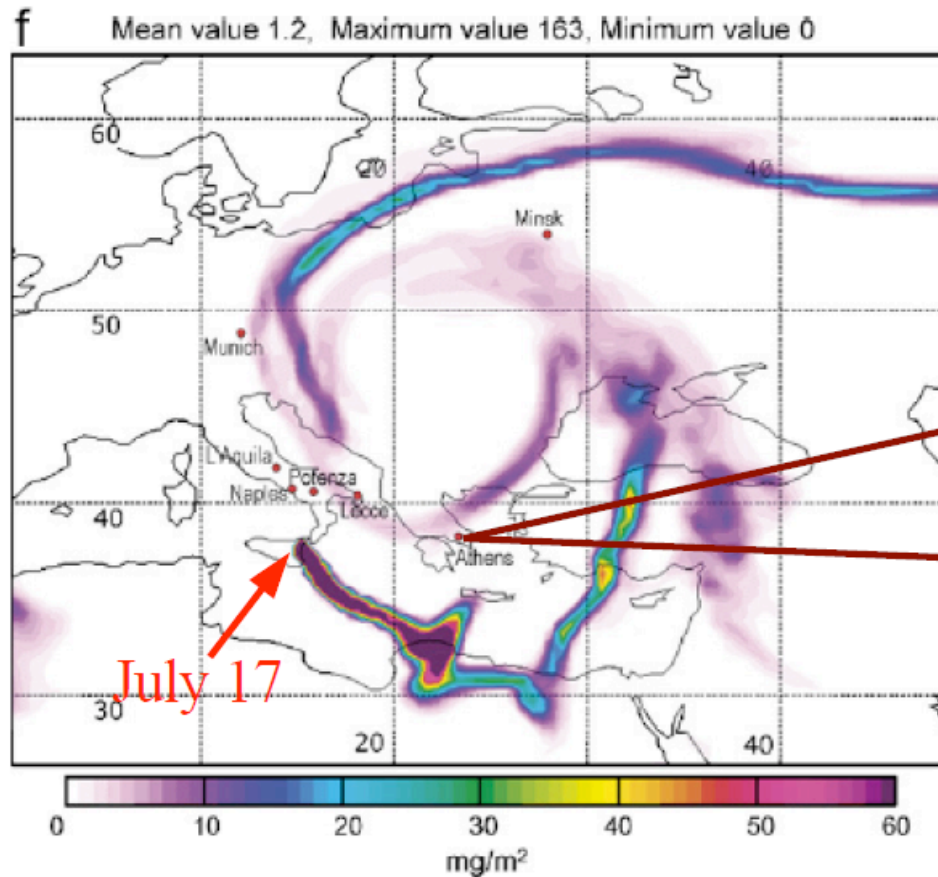 f
Mean value 1.2, Maximum value 163, Minimum value 0
60
20
40
Minsk
50
Munich
L'Aquila
Potenza
Naples
Lecce
40
Athens
July 17
30
20
40
0 10 20 30 40 50 60
mg/m²